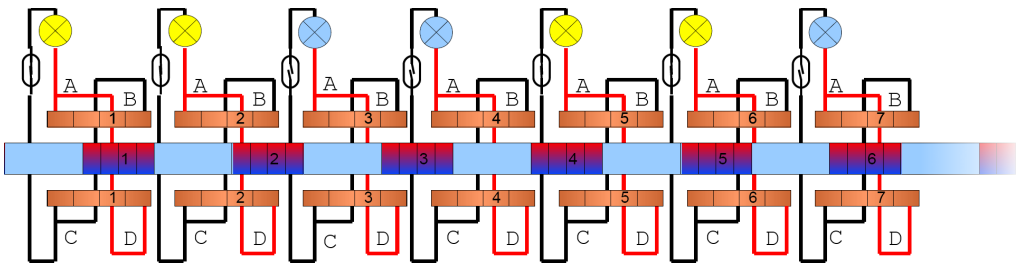 A B A B A B A B A B A B A B
1 2 3 4 5 6 7
1 2 3 4 5 6
1 2 3 4 5 6 7
C D C D C D C D C D C D C D